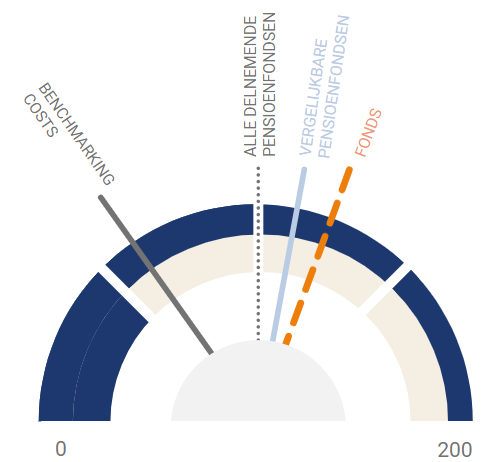 BENCHMARKING
COSTS
ALLE DELNEMENDE
PENSIOENFONDSEN
VERGELIJKBARE
PENSIOENFONDSEN
FONDS
0
200